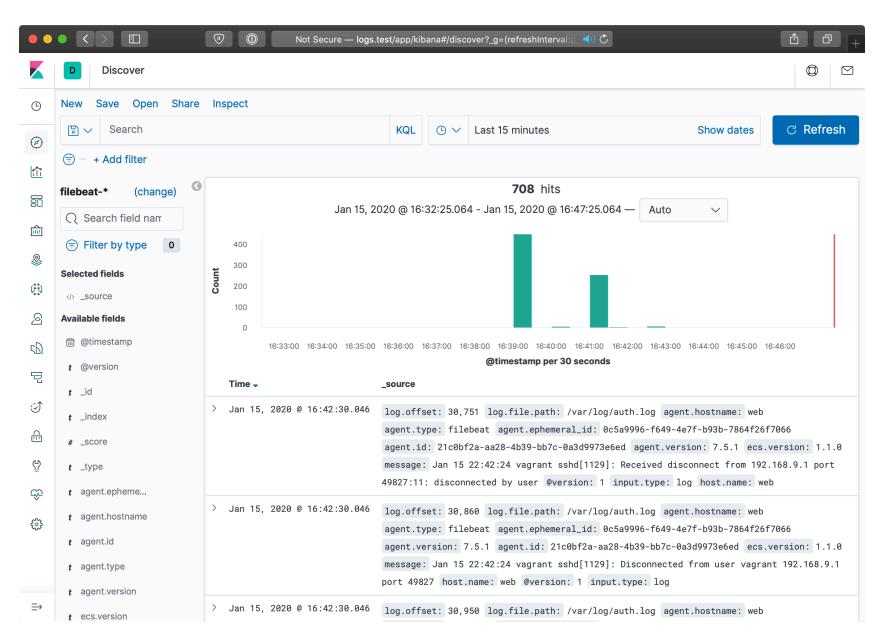 Not Secure — logs.test/app/kibana#/discover?_g=(refreshInterval:(
D Discover
New Save Open Share Inspect
Search KQL Last 15 minutes Show dates Refresh
+ Add filter
filebeat-* (change)
Search field nam
Filter by type 0
Selected fields
</> _source
Available fields
@timestamp
t @version
t _id
t _index
# _score
t _type
t agent.epheme...
t agent.hostname
t agent.id
t agent.type
t agent.version
t ecs.version
708 hits
Jan 15, 2020 @ 16:32:25.064 - Jan 15, 2020 @ 16:47:25.064 — Auto
Count
400
300
200
100
0
16:33:00 16:34:00 16:35:00 16:36:00 16:37:00 16:38:00 16:39:00 16:40:00 16:41:00 16:42:00 16:43:00 16:44:00 16:45:00 16:46:00
@timestamp per 30 seconds
Time _source
Jan 15, 2020 @ 16:42:30.046 log.offset: 30,751 log.file.path: /var/log/auth.log agent.hostname: web
agent.type: filebeat agent.ephemeral_id: 0c5a9996-f649-4e7f-b93b-7864f26f7066
agent.id: 21c0bf2a-aa28-4b39-bb7c-0a3d9973e6ed agent.version: 7.5.1 ecs.version: 1.1.0
message: Jan 15 22:42:24 vagrant sshd[1129]: Received disconnect from 192.168.9.1 port
49827:11: disconnected by user @version: 1 input.type: log host.name: web
Jan 15, 2020 @ 16:42:30.046 log.offset: 30,860 log.file.path: /var/log/auth.log agent.hostname: web
agent.type: filebeat agent.ephemeral_id: 0c5a9996-f649-4e7f-b93b-7864f26f7066
agent.version: 7.5.1 agent.id: 21c0bf2a-aa28-4b39-bb7c-0a3d9973e6ed ecs.version: 1.1.0
message: Jan 15 22:42:24 vagrant sshd[1129]: Disconnected from user vagrant 192.168.9.1
port 49827 host.name: web @version: 1 input.type: log
Jan 15, 2020 @ 16:42:30.046 log.offset: 30,950 log.file.path: /var/log/auth.log agent.hostname: web